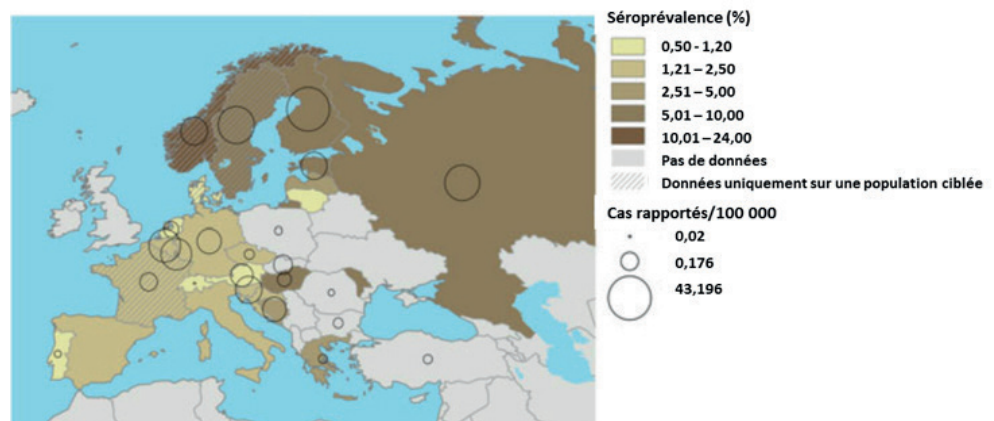 Séroprévalence (%)
0,50 - 1,20
1,21 – 2,50
2,51 – 5,00
5,01 – 10,00
10,01 – 24,00
Pas de données
Données uniquement sur une population ciblée
Cas rapportés/100 000
0,02
0,176
43,196